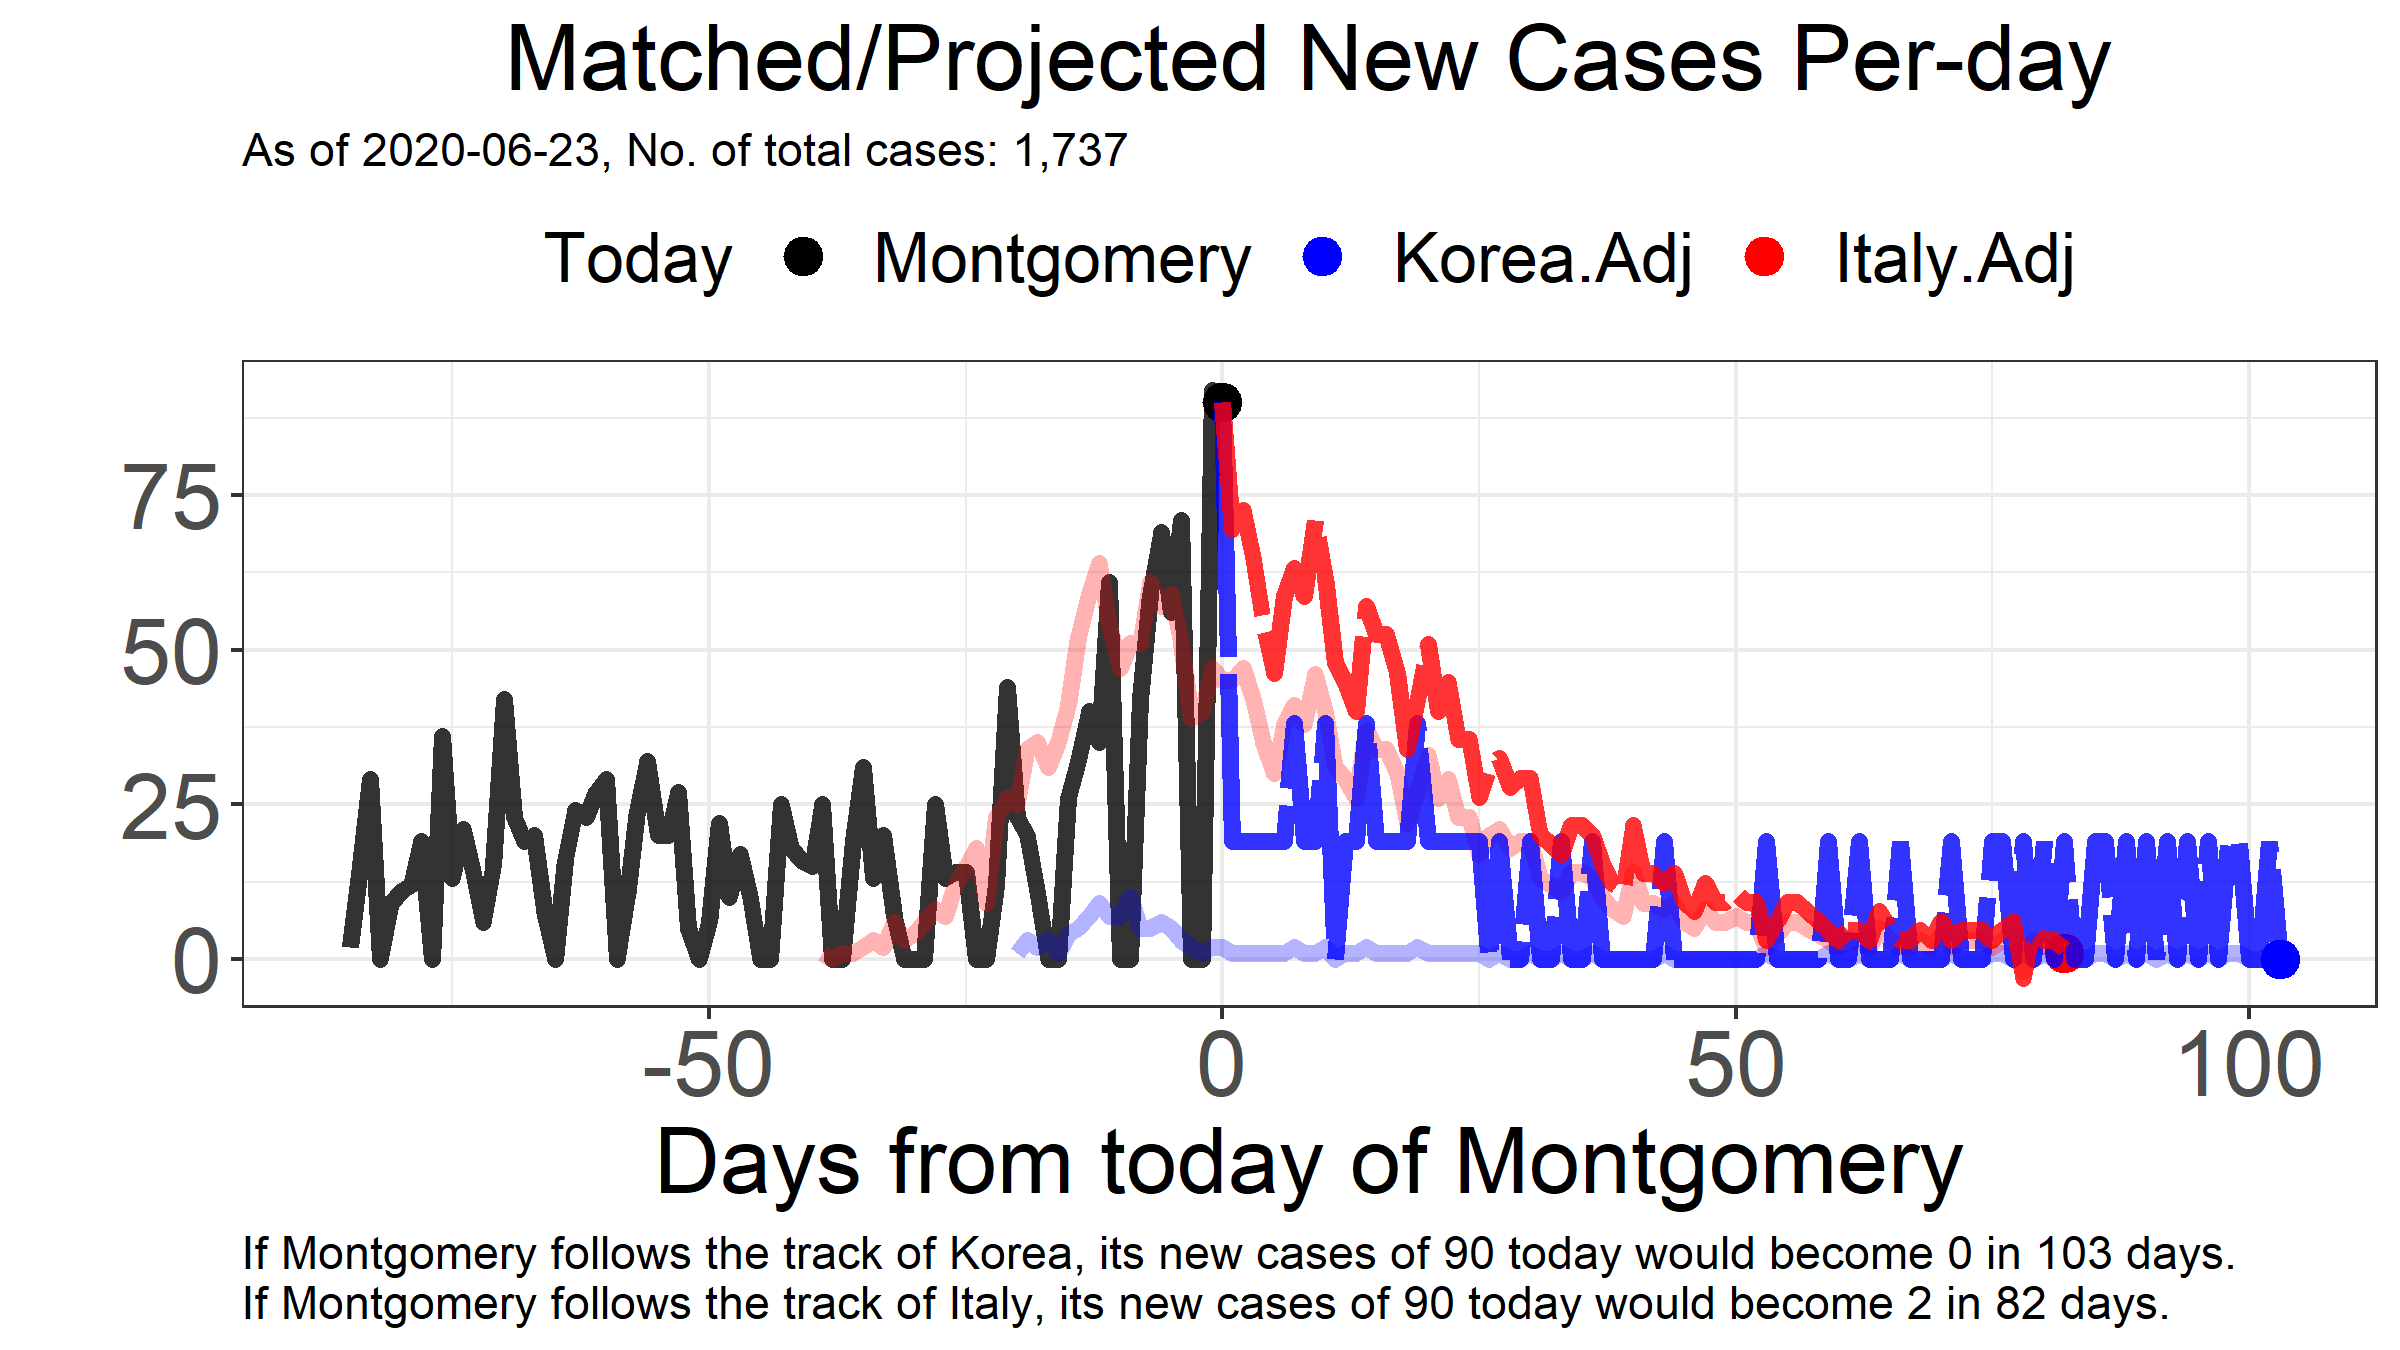 Matched/Projected New Cases Per-day
As of 2020-06-23, No. of total cases: 1,737
Today Montgomery Korea.Adj Italy.Adj
75
50
25
0
-50 0 50 100
Days from today of Montgomery
If Montgomery follows the track of Korea, its new cases of 90 today would become 0 in 103 days.
If Montgomery follows the track of Italy, its new cases of 90 today would become 2 in 82 days.